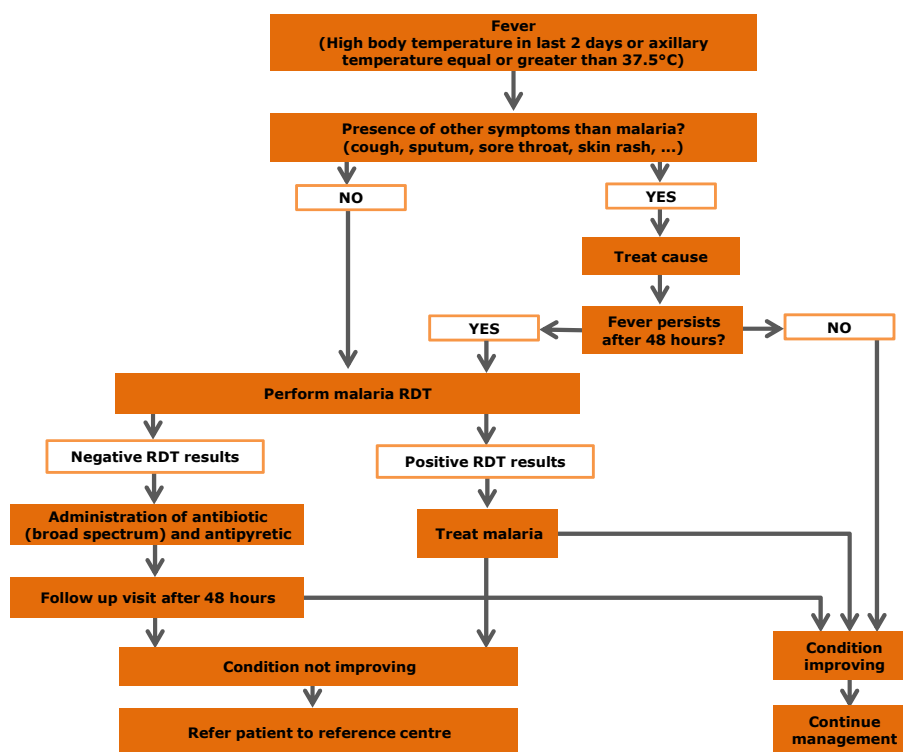 Fever
(High body temperature in last 2 days or axillary
temperature equal or greater than 37.5°C)
Presence of other symptoms than malaria?
(cough, sputum, sore throat, skin rash, ...)
NO
YES
Treat cause
Fever persists
after 48 hours?
YES
NO
Perform malaria RDT
Negative RDT results
Positive RDT results
Administration of antibiotic
(broad spectrum) and antipyretic
Treat malaria
Follow up visit after 48 hours
Condition not improving
Condition
improving
Refer patient to reference centre
Continue
management